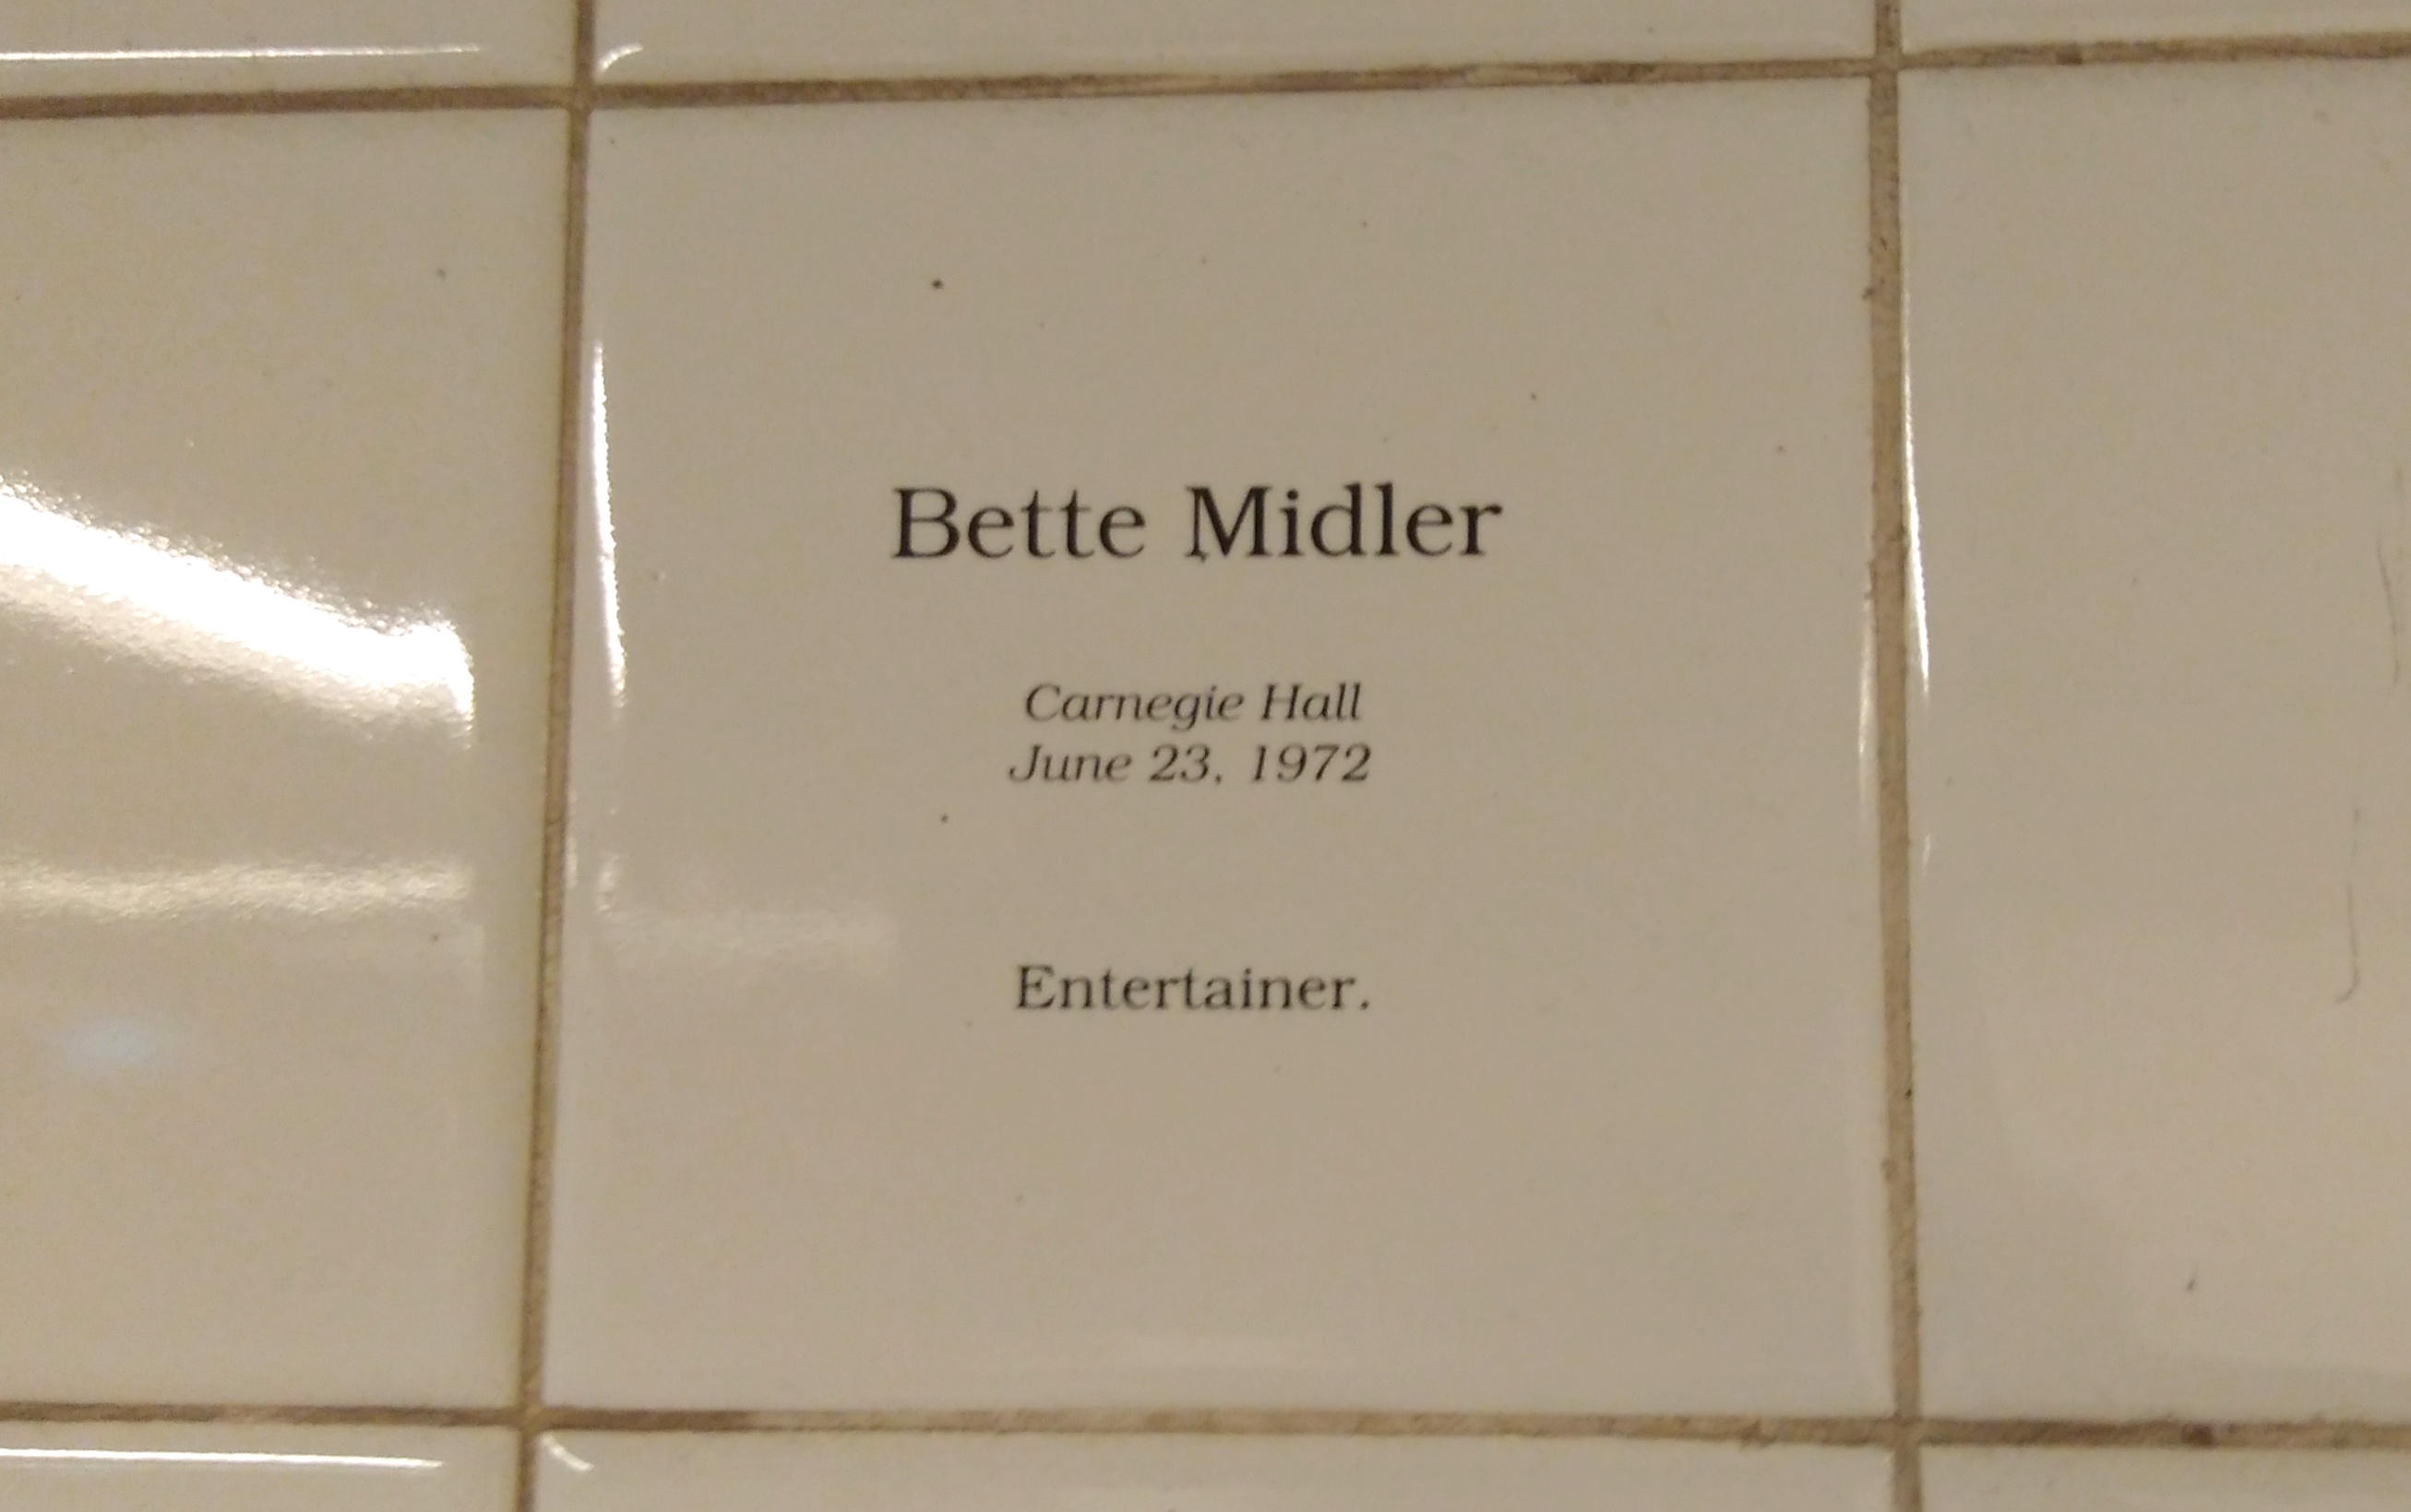 Bette Midler
Carnegie Hall
June 23, 1972
Entertainer.